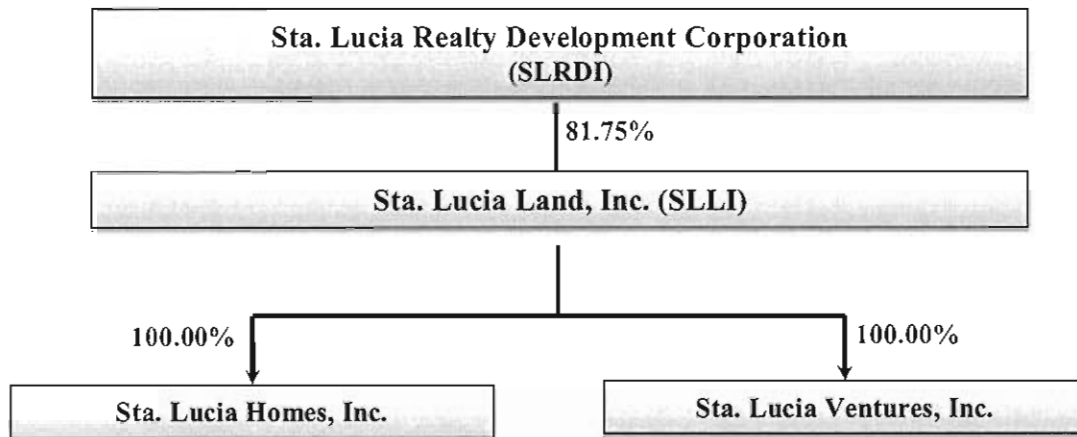 Sta. Lucia Realty Development Corporation
(SLRDI)
81.75%
Sta. Lucia Land, Inc. (SLLI)
100.00%
100.00%
Sta. Lucia Homes, Inc.
Sta. Lucia Ventures, Inc.